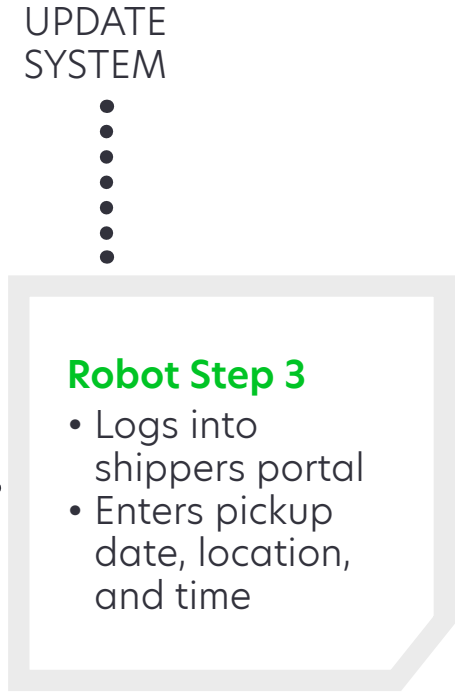 UPDATE
SYSTEM
Robot Step 3
• Logs into
shippers portal
• Enters pickup
date, location,
and time